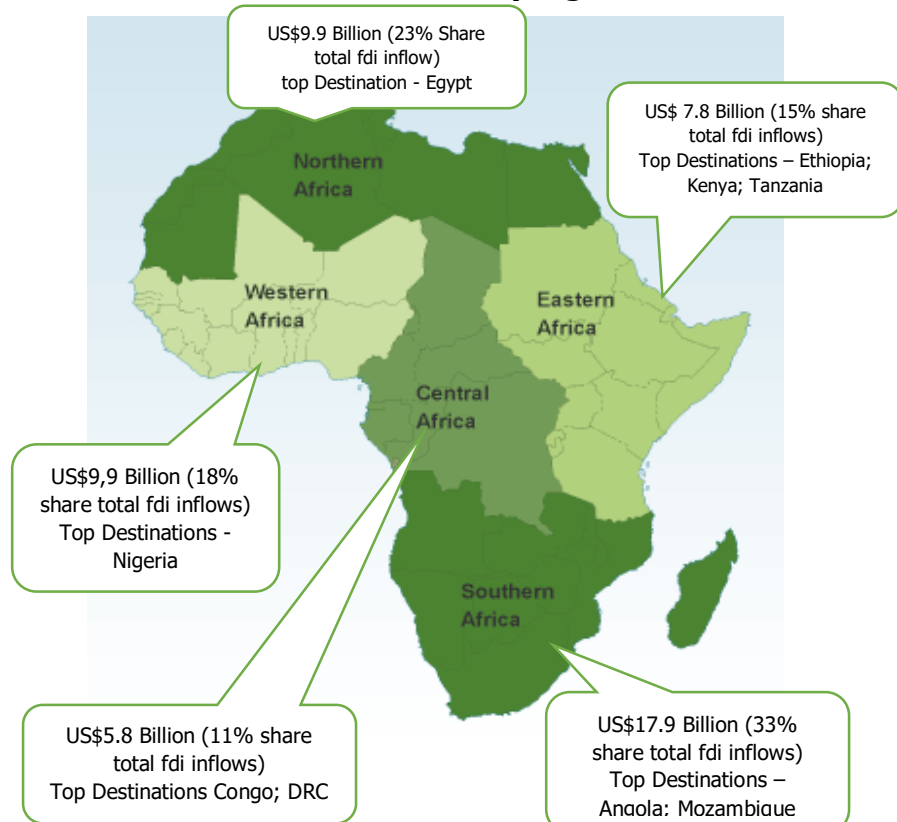 US$9.9 Billion (23% Share
total fdi inflow)
top Destination - Egypt
US$ 7.8 Billion (15% share
total fdi inflows)
Top Destinations – Ethiopia;
Kenya; Tanzania
Northern
Africa
Western
Africa
Eastern
Africa
Central
Africa
US$9,9 Billion (18%
share total fdi inflows)
Top Destinations -
Nigeria
Southern
Africa
US$5.8 Billion (11% share
total fdi inflows)
Top Destinations Congo; DRC
US$17.9 Billion (33%
share total fdi inflows)
Top Destinations –
Angola; Mozambique